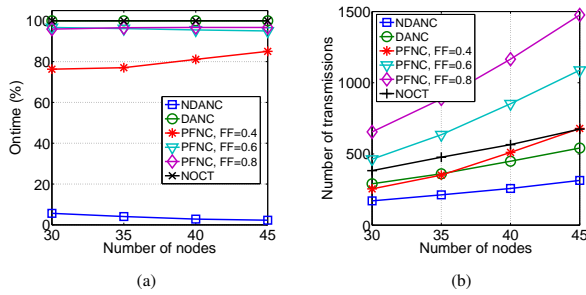 100
80
60
40
20
0
30
35
40
45
Ontime (%)
Number of nodes
NDANC
DANC
PFNC, FF=0.4
PFNC, FF=0.6
PFNC, FF=0.8
NOCT
(a)
1500
1000
500
0
30
35
40
45
Number of transmissions
Number of nodes
NDANC
DANC
PFNC, FF=0.4
PFNC, FF=0.6
PFNC, FF=0.8
NOCT
(b)